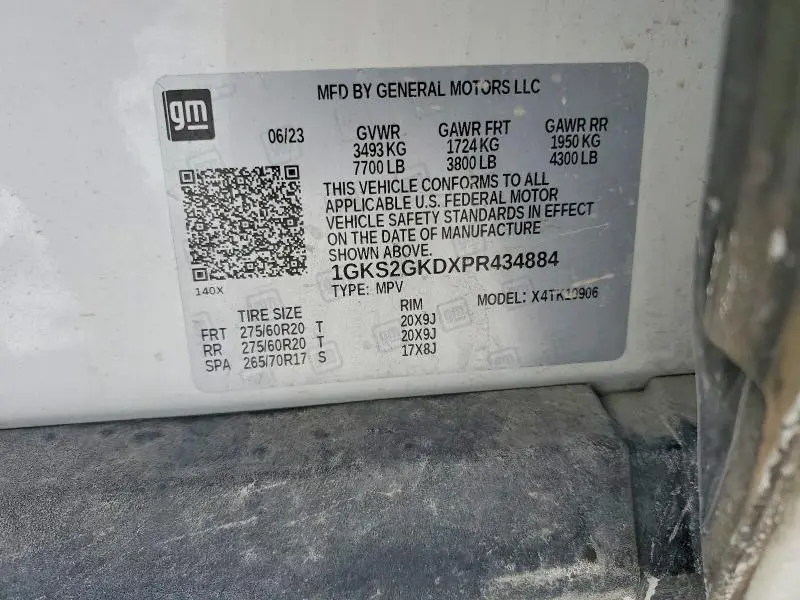 gm
MFD BY GENERAL MOTORS LLC
06/23 GVWR GAWR FRT GAWR RR
3493 KG 1724 KG 1950 KG
7700 LB 3800 LB 4300 LB
THIS VEHICLE CONFORMS TO ALL
APPLICABLE U.S. FEDERAL MOTOR
VEHICLE SAFETY STANDARDS IN EFFECT
ON THE DATE OF MANUFACTURE
SHOWN ABOVE.
1GKS2GKDXPR434884
140X
TYPE: MPV MODEL: X4TK10906
TIRE SIZE RIM
FRT 275/60R20 T 20X9J
RR 275/60R20 T 20X9J
SPA 265/70R17 S 17X8J